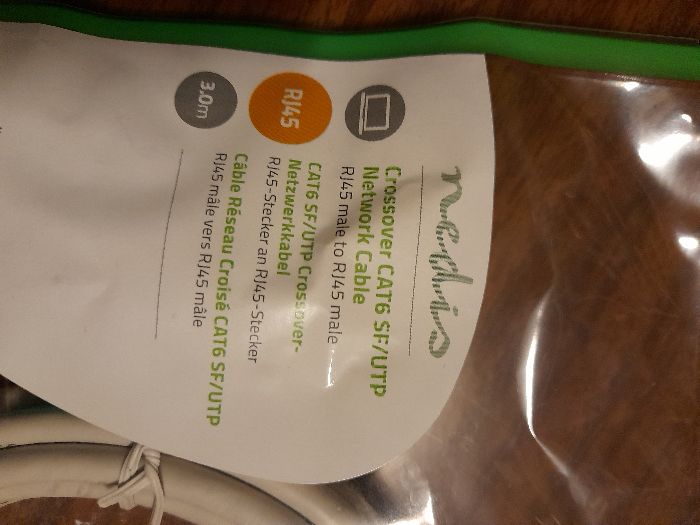 nedis
Crossover CAT6 SF/UTP
Network Cable
RJ45 male to RJ45 male
RJ45
CAT6 SF/UTP Crossover-
Netzwerkkabel
RJ45-Stecker an RJ45-Stecker
3.0m
Câble Réseau Croisé CAT6 SF/UTP
RJ45 mâle vers RJ45 mâle